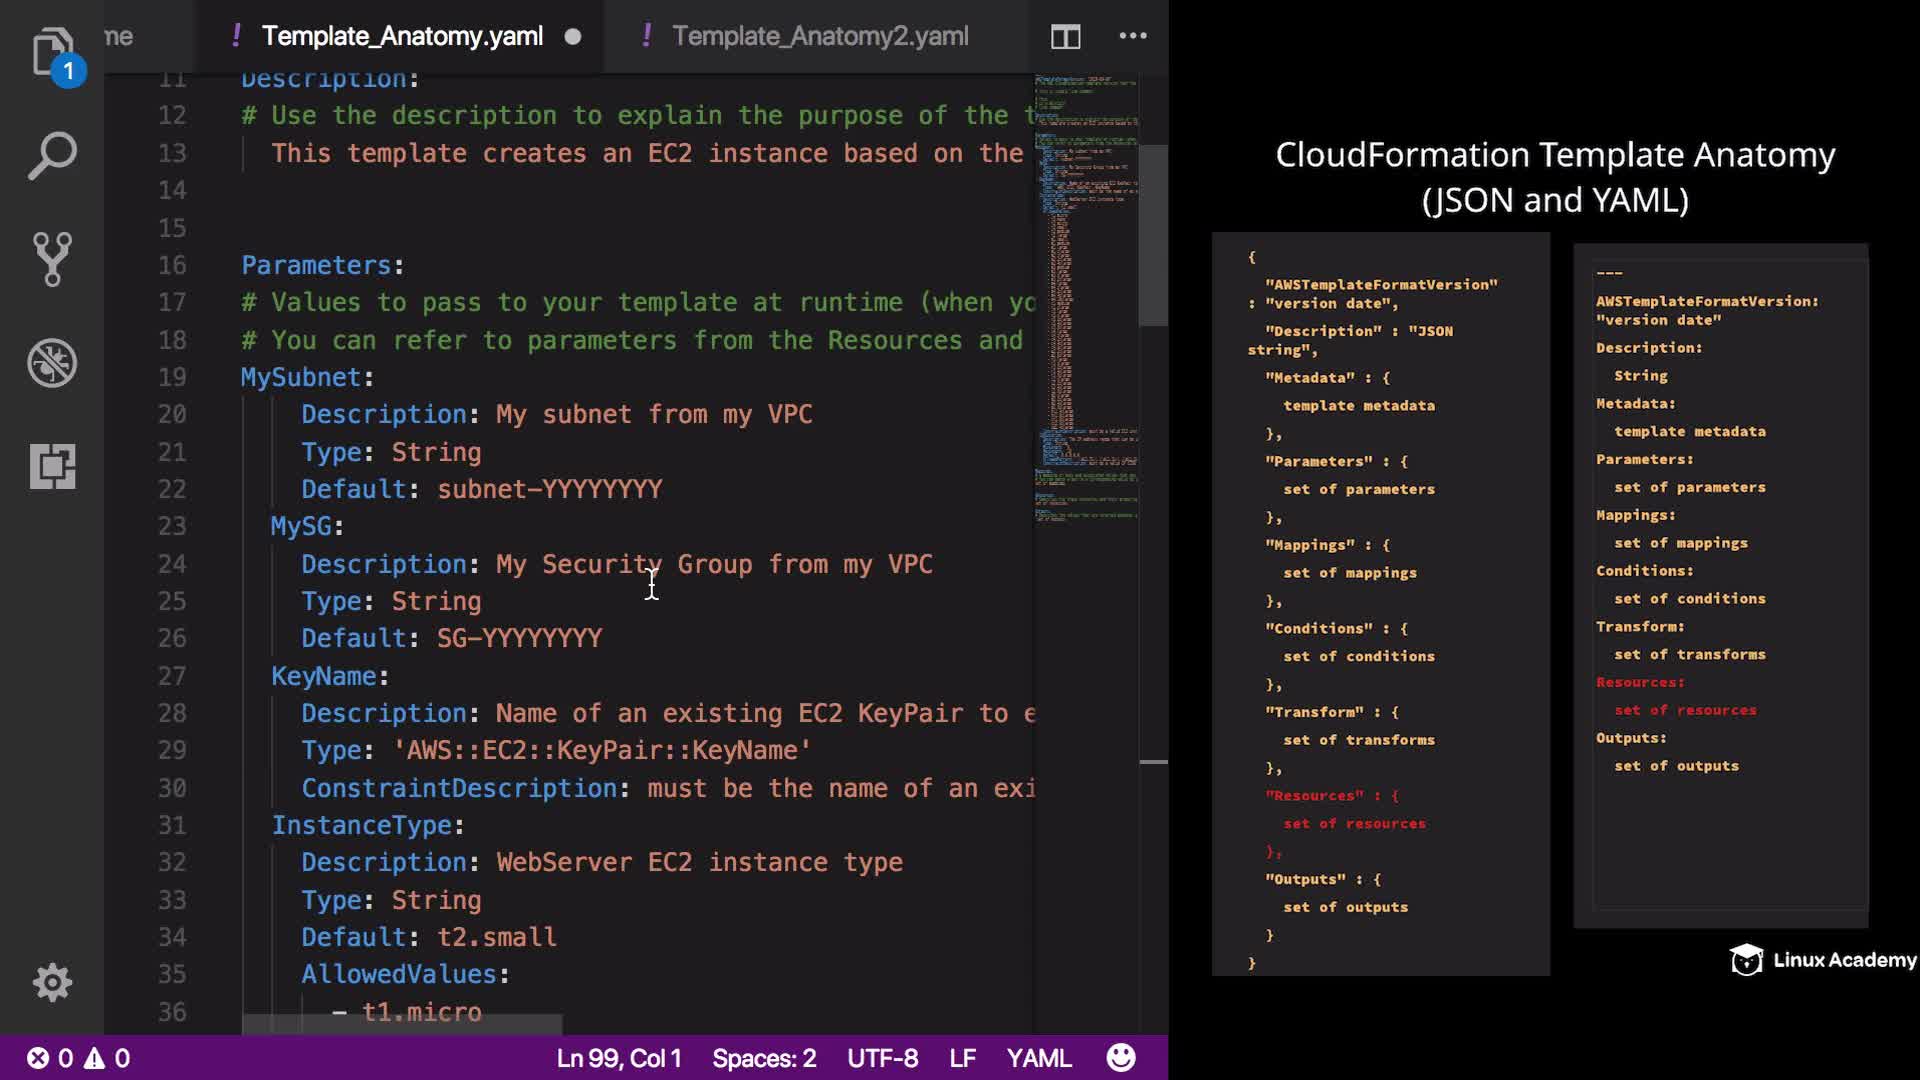 me
! Template_Anatomy.yaml
! Template_Anatomy2.yaml
1
11 Description:
12 # Use the description to explain the purpose of the t
13 This template creates an EC2 instance based on the
14
15
16 Parameters:
17 # Values to pass to your template at runtime (when yo
18 # You can refer to parameters from the Resources and
19 MySubnet:
20 Description: My subnet from my VPC
21 Type: String
22 Default: subnet-YYYYYYYY
23 MySG:
24 Description: My Security Group from my VPC
25 Type: String
26 Default: SG-YYYYYYYY
27 KeyName:
28 Description: Name of an existing EC2 KeyPair to e
29 Type: 'AWS::EC2::KeyPair::KeyName'
30 ConstraintDescription: must be the name of an exi
31 InstanceType:
32 Description: WebServer EC2 instance type
33 Type: String
34 Default: t2.small
35 AllowedValues:
36 - t1.micro
0 0
Ln 99, Col 1 Spaces: 2 UTF-8 LF YAML
CloudFormation Template Anatomy
(JSON and YAML)
{
"AWSTemplateFormatVersion"
: "version date",
"Description" : "JSON
string",
"Metadata" : {
template metadata
},
"Parameters" : {
set of parameters
},
"Mappings" : {
set of mappings
},
"Conditions" : {
set of conditions
},
"Transform" : {
set of transforms
},
"Resources" : {
set of resources
},
"Outputs" : {
set of outputs
}
}
---
AWSTemplateFormatVersion:
"version date"
Description:
String
Metadata:
template metadata
Parameters:
set of parameters
Mappings:
set of mappings
Conditions:
set of conditions
Transform:
set of transforms
Resources:
set of resources
Outputs:
set of outputs
Linux Academy